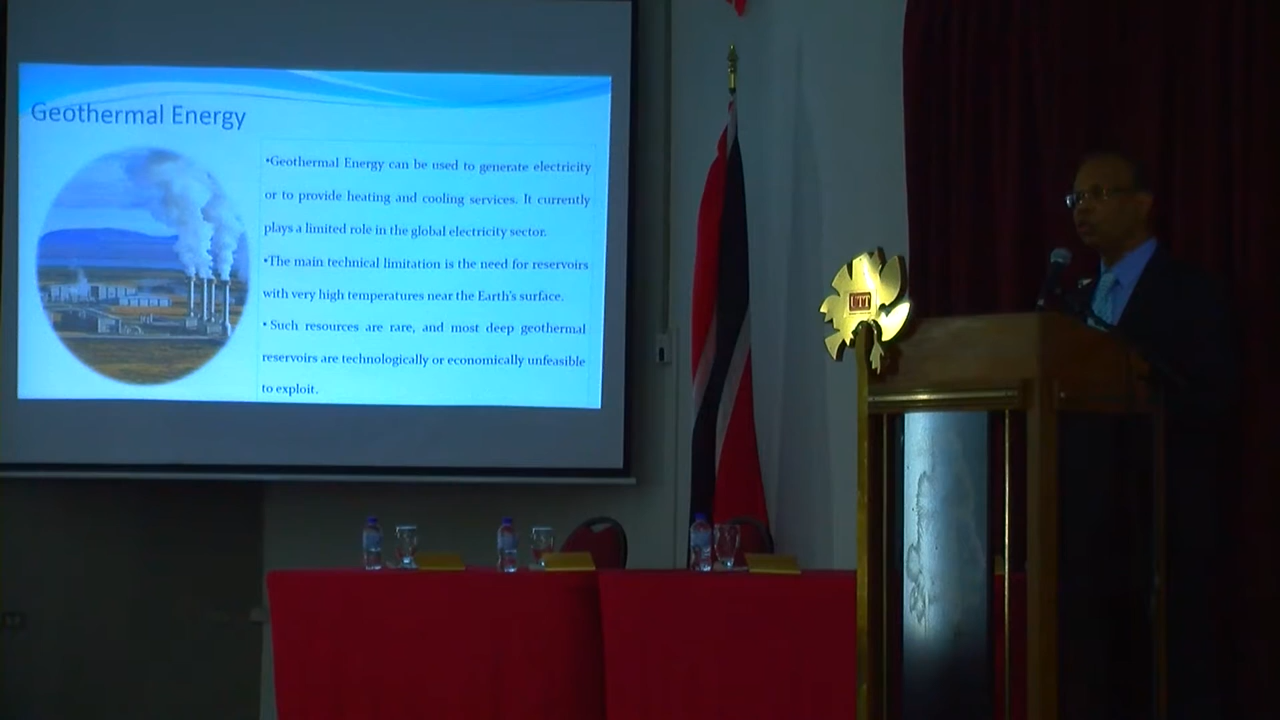 Geothermal Energy
•Geothermal Energy can be used to generate electricity
or to provide heating and cooling services. It currently
plays a limited role in the global electricity sector.
•The main technical limitation is the need for reservoirs
with very high temperatures near the Earth's surface.
• Such resources are rare, and most deep geothermal
reservoirs are technologically or economically unfeasible
to exploit.